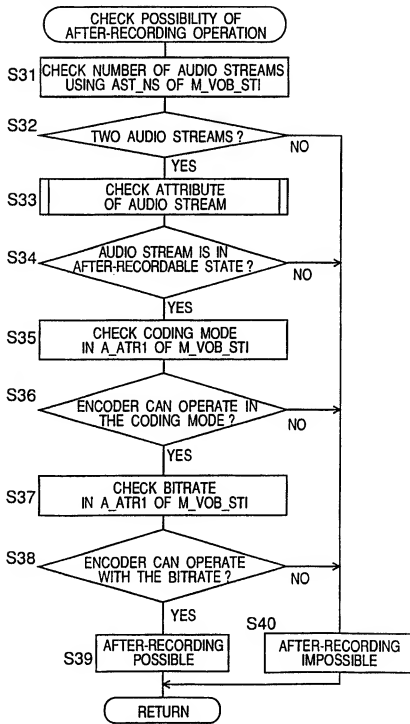 CHECK POSSIBILITY OF
AFTER-RECORDING OPERATION
S31
CHECK NUMBER OF AUDIO STREAMS
USING AST_NS OF M_VOB_STI
S32
TWO AUDIO STREAMS?
NO
YES
S33
CHECK ATTRIBUTE
OF AUDIO STREAM
S34
AUDIO STREAM IS IN
AFTER-RECORDABLE STATE?
NO
YES
S35
CHECK CODING MODE
IN A_ATR1 OF M_VOB_STI
S36
ENCODER CAN OPERATE IN
THE CODING MODE?
NO
YES
S37
CHECK BITRATE
IN A_ATR1 OF M_VOB_STI
S38
ENCODER CAN OPERATE
WITH THE BITRATE?
NO
YES
S39
AFTER-RECORDING
POSSIBLE
S40
AFTER-RECORDING
IMPOSSIBLE
RETURN